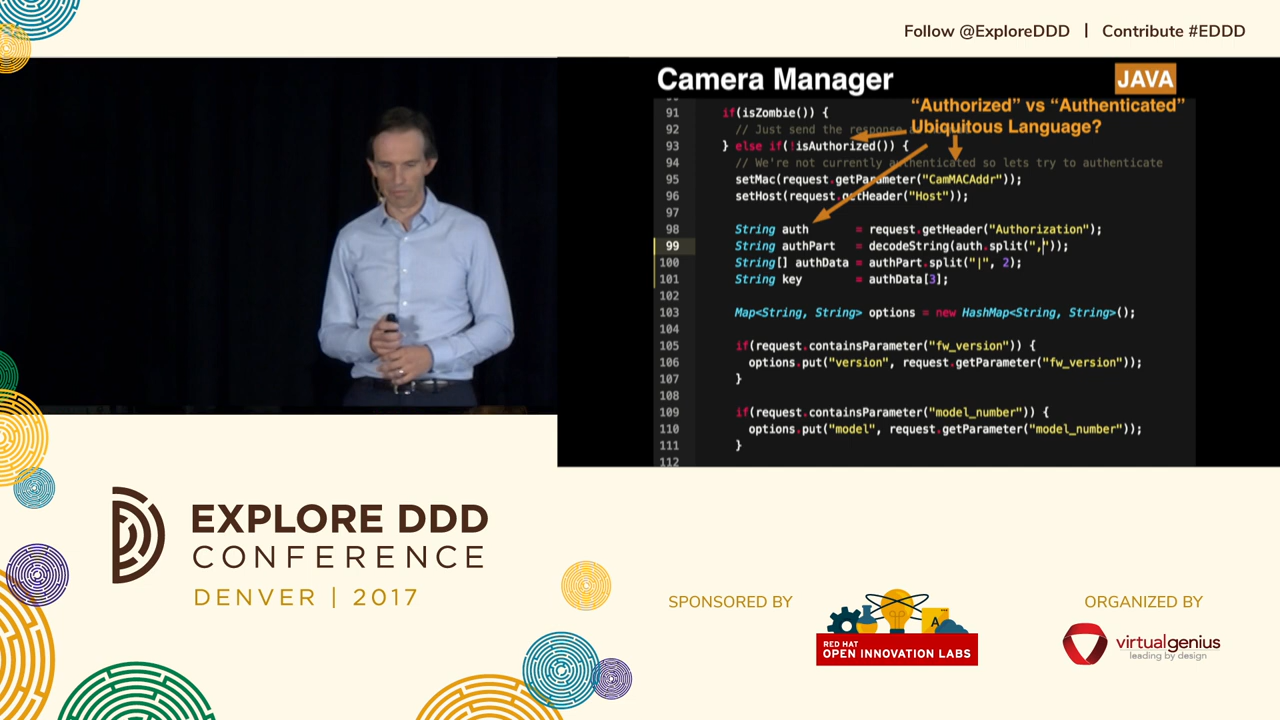 Follow @ExploreDDD | Contribute #EDDD
Camera Manager
JAVA
"Authorized" vs "Authenticated"
Ubiquitous Language?
91 if(isZombie()) {
92 // Just send the response
93 } else if(!isAuthorized()) {
94 // We're not currently authenticated so lets try to authenticate
95 setMac(request.getParameter("CamMACAddr"));
96 setHost(request.getHeader("Host"));
97
98 String auth = request.getHeader("Authorization");
99 String authPart = decodeString(auth.split(","));
100 String[] authData = authPart.split("|", 2);
101 String key = authData[3];
102
103 Map<String, String> options = new HashMap<String, String>();
104
105 if(request.containsParameter("fw_version")) {
106 options.put("version", request.getParameter("fw_version"));
107 }
108
109 if(request.containsParameter("model_number")) {
110 options.put("model", request.getParameter("model_number"));
111 }
112
EXPLORE DDD
CONFERENCE
DENVER | 2017
SPONSORED BY
A
RED HAT
OPEN INNOVATION LABS
ORGANIZED BY
virtualgenius
leading by design